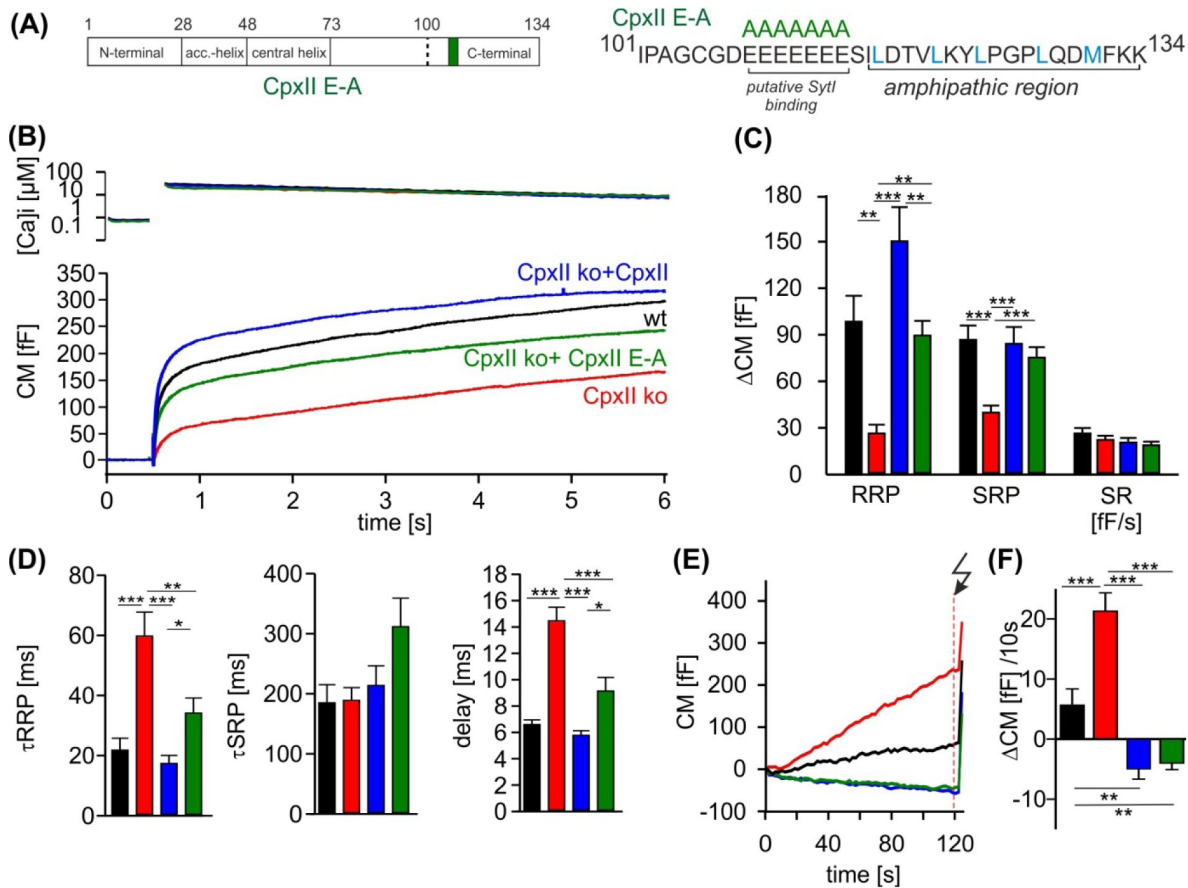 (A)
1 28 48 73 100 134
N-terminal acc.-helix central helix C-terminal
CpxII E-A
CpxII E-A
AAAAAAA
101IPAGCGDEEEEEEESILDTVLKYLPGPLQDMFKK134
putative SytI
binding
amphipathic region
(B)
[Ca]i [µM]
100
10
1
0.1
CM [fF]
350
300
250
200
150
100
50
0
CpxII ko+CpxII
wt
CpxII ko+ CpxII E-A
CpxII ko
0 1 2 3 4 5 6
time [s]
(C)
ΔCM [fF]
180
150
120
90
60
30
0
** *** ** **
*** *** ***
RRP SRP SR
[fF/s]
(D)
τRRP [ms]
80
60
40
20
0
*** *** ** *
τSRP [ms]
400
300
200
100
0
delay [ms]
18
16
14
12
10
8
6
4
2
0
*** *** *** *
(E)
CM [fF]
400
300
200
100
0
-100
0 40 80 120
time [s]
(F)
ΔCM [fF] /10s
20
10
0
-10
*** *** ***
**
**